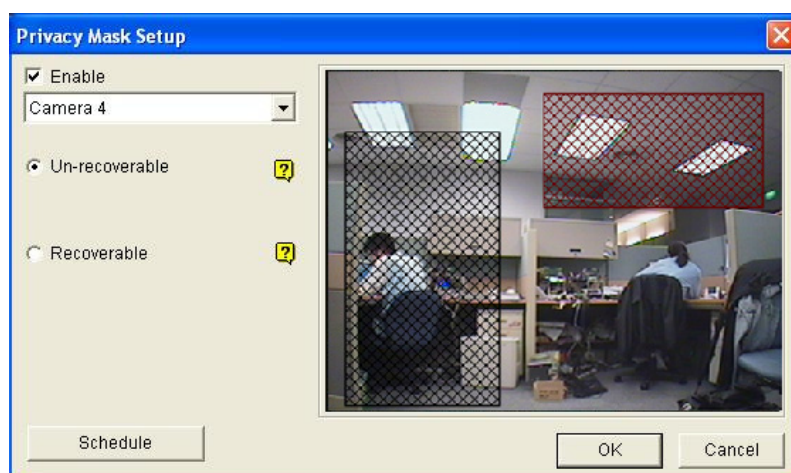 Privacy Mask Setup
Enable
Camera 4
Un-recoverable
?
Recoverable
?
Schedule
OK
Cancel